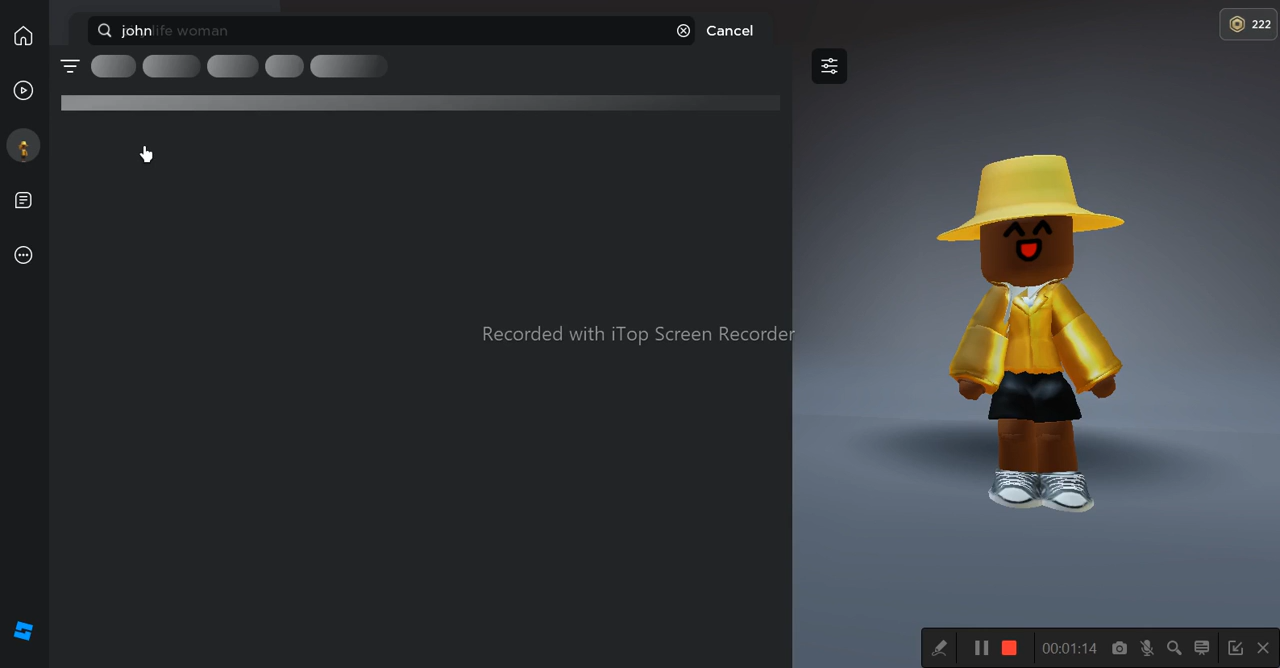 johnlife woman
Cancel
222
Recorded with iTop Screen Recorder
00:01:14